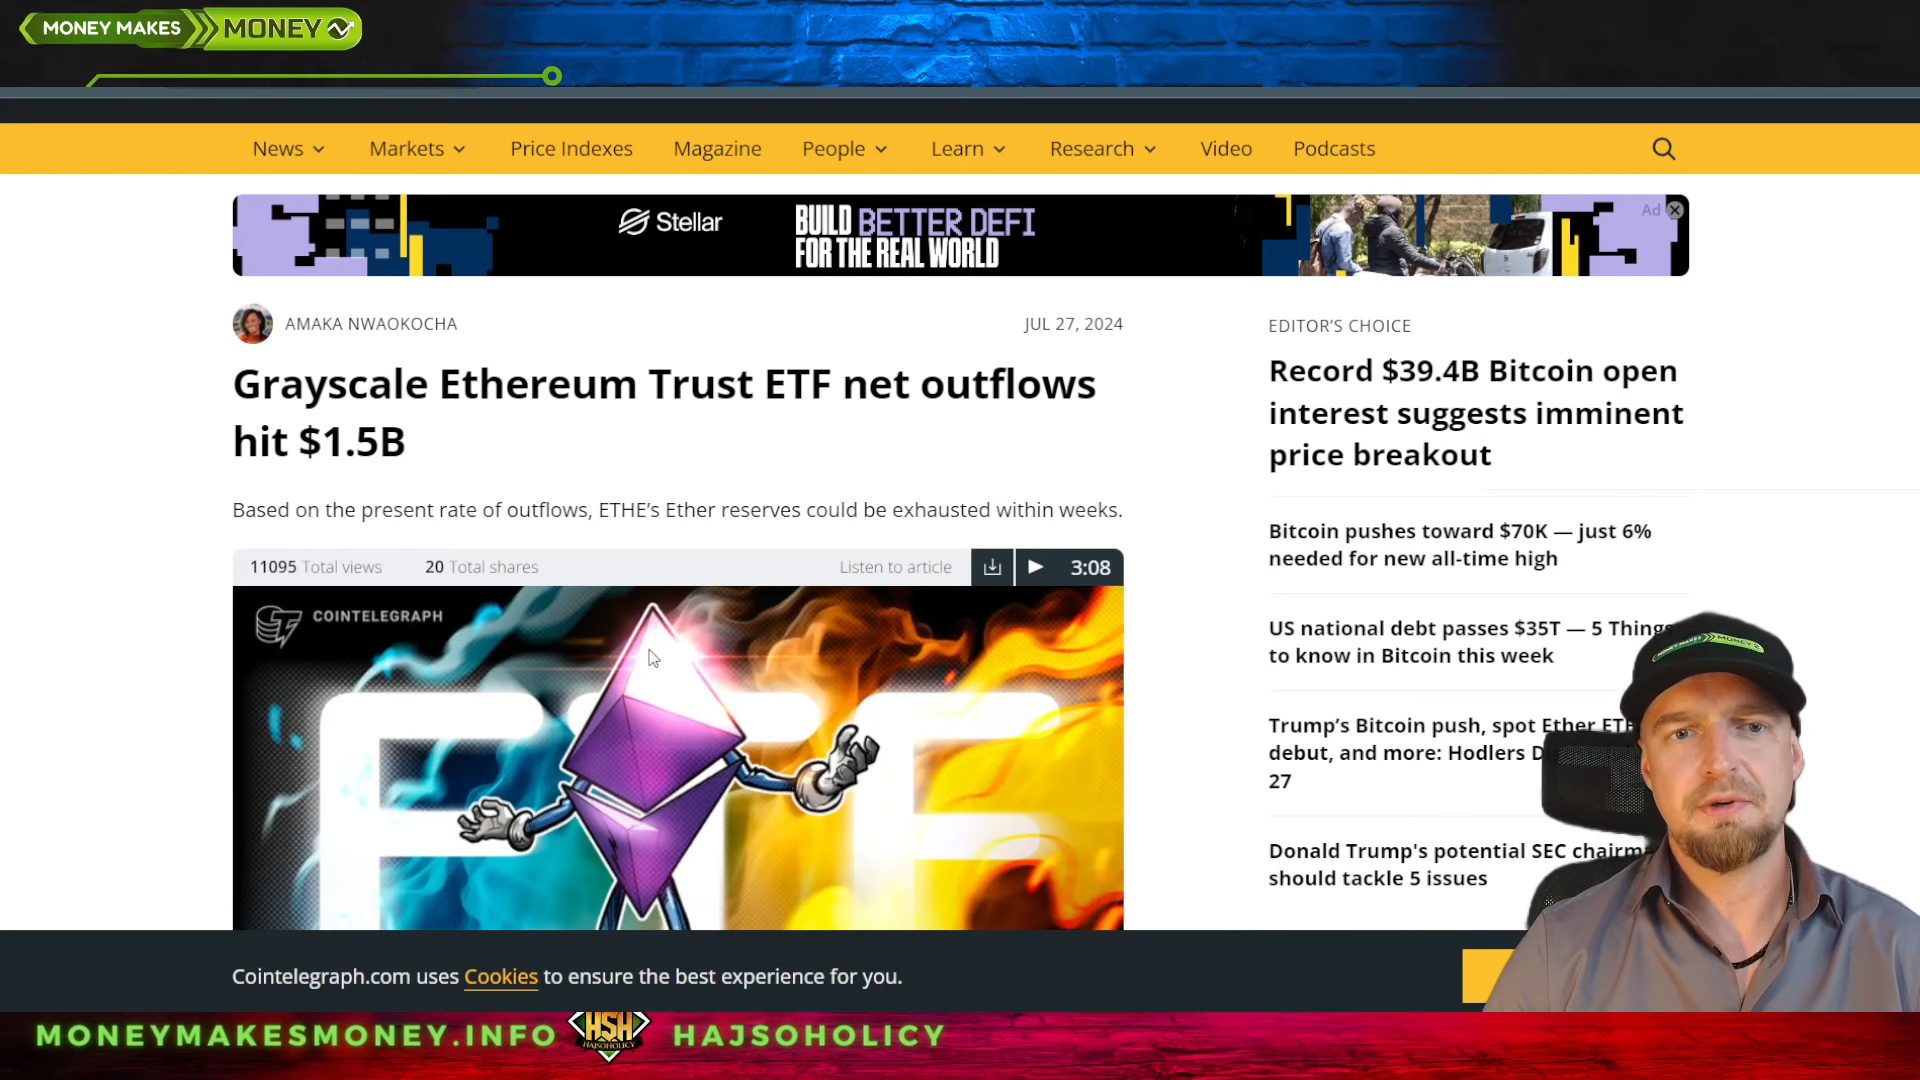 MONEY MAKES MONEY
News
Markets
Price Indexes
Magazine
People
Learn
Research
Video
Podcasts
Stellar
BUILD BETTER DEFI
FOR THE REAL WORLD
Ad
AMAKA NWAOKOCHA
JUL 27, 2024
Grayscale Ethereum Trust ETF net outflows
hit $1.5B
Based on the present rate of outflows, ETHE’s Ether reserves could be exhausted within weeks.
11095 Total views
20 Total shares
Listen to article
3:08
COINTELEGRAPH
EDITOR’S CHOICE
Record $39.4B Bitcoin open
interest suggests imminent
price breakout
Bitcoin pushes toward $70K — just 6%
needed for new all-time high
US national debt passes $35T — 5 Things
to know in Bitcoin this week
Trump’s Bitcoin push, spot Ether
debut, and more: Hodlers
27
Donald Trump's potential SEC
should tackle 5 issues
MONEY
Cointelegraph.com uses Cookies to ensure the best experience for you.
MONEYMAKESMONEY.INFO
HSH
HAJSOHOLICY
HAJSOHOLICY